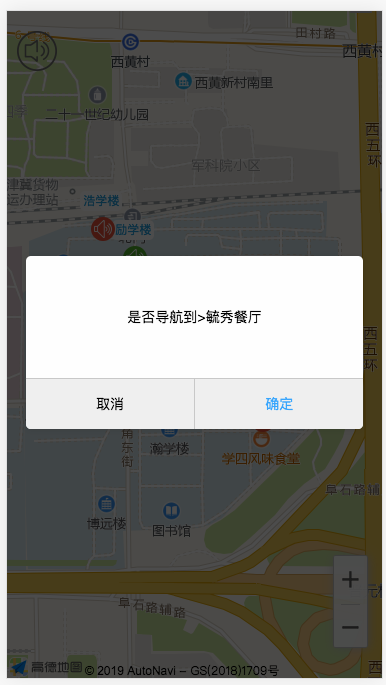 田村路
西黄村
西黄村
西黄新村南里
二十一世纪幼儿园
西五环
军科院小区
津冀货物
运办理站
浩学楼
励学楼
是否导航到>毓秀餐厅
西五环
取消
确定
角东街
瀚学楼
学四风味食堂
阜石路辅
博远楼
图书馆
+
阜石路辅路
−
高德地图
© 2019 AutoNavi - GS(2018)1709号